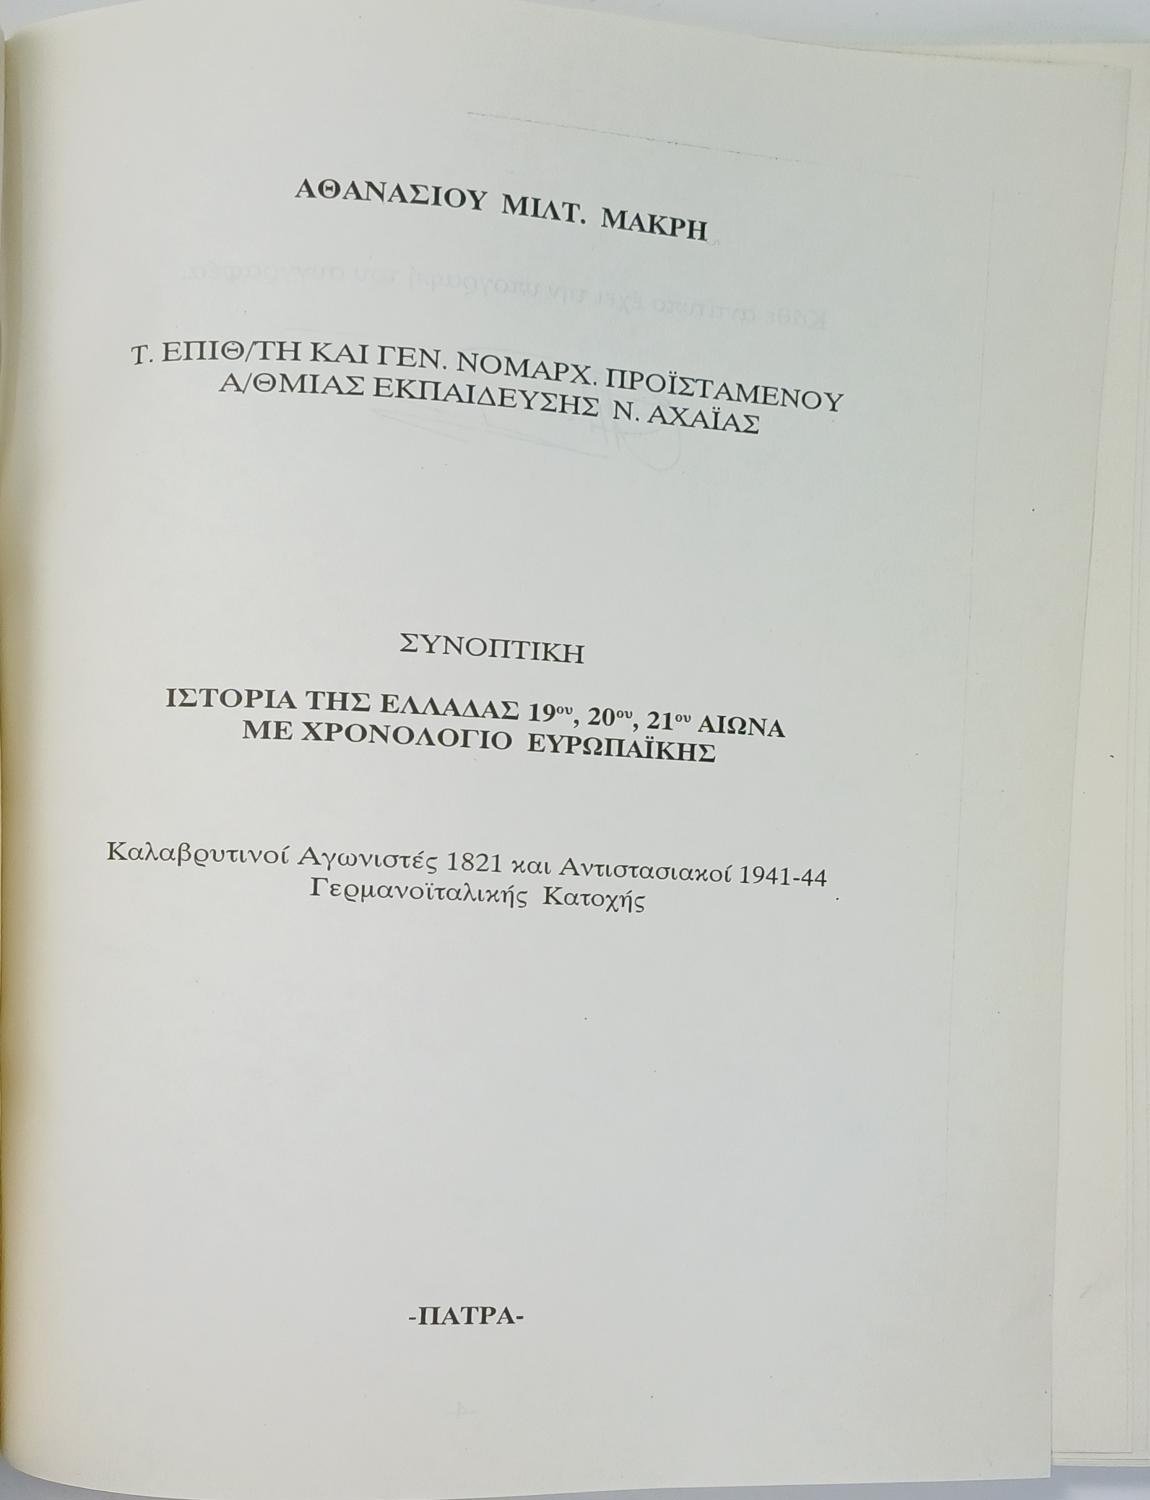 ΑΘΑΝΑΣΙΟΥ ΜΙΛΤ. ΜΑΚΡΗ
Τ. ΕΠΙΘ/ΤΗ ΚΑΙ ΓΕΝ. ΝΟΜΑΡΧ. ΠΡΟΪΣΤΑΜΕΝΟΥ
Α/ΘΜΙΑΣ ΕΚΠΑΙΔΕΥΣΗΣ Ν. ΑΧΑΪΑΣ
ΣΥΝΟΠΤΙΚΗ
ΙΣΤΟΡΙΑ ΤΗΣ ΕΛΛΑΔΑΣ 19ου, 20ου, 21ου ΑΙΩΝΑ
ΜΕ ΧΡΟΝΟΛΟΓΙΟ ΕΥΡΩΠΑΪΚΗΣ
Καλαβρυτινοί Αγωνιστές 1821 και Αντιστασιακοί 1941-44
Γερμανοϊταλικής Κατοχής
-ΠΑΤΡΑ-